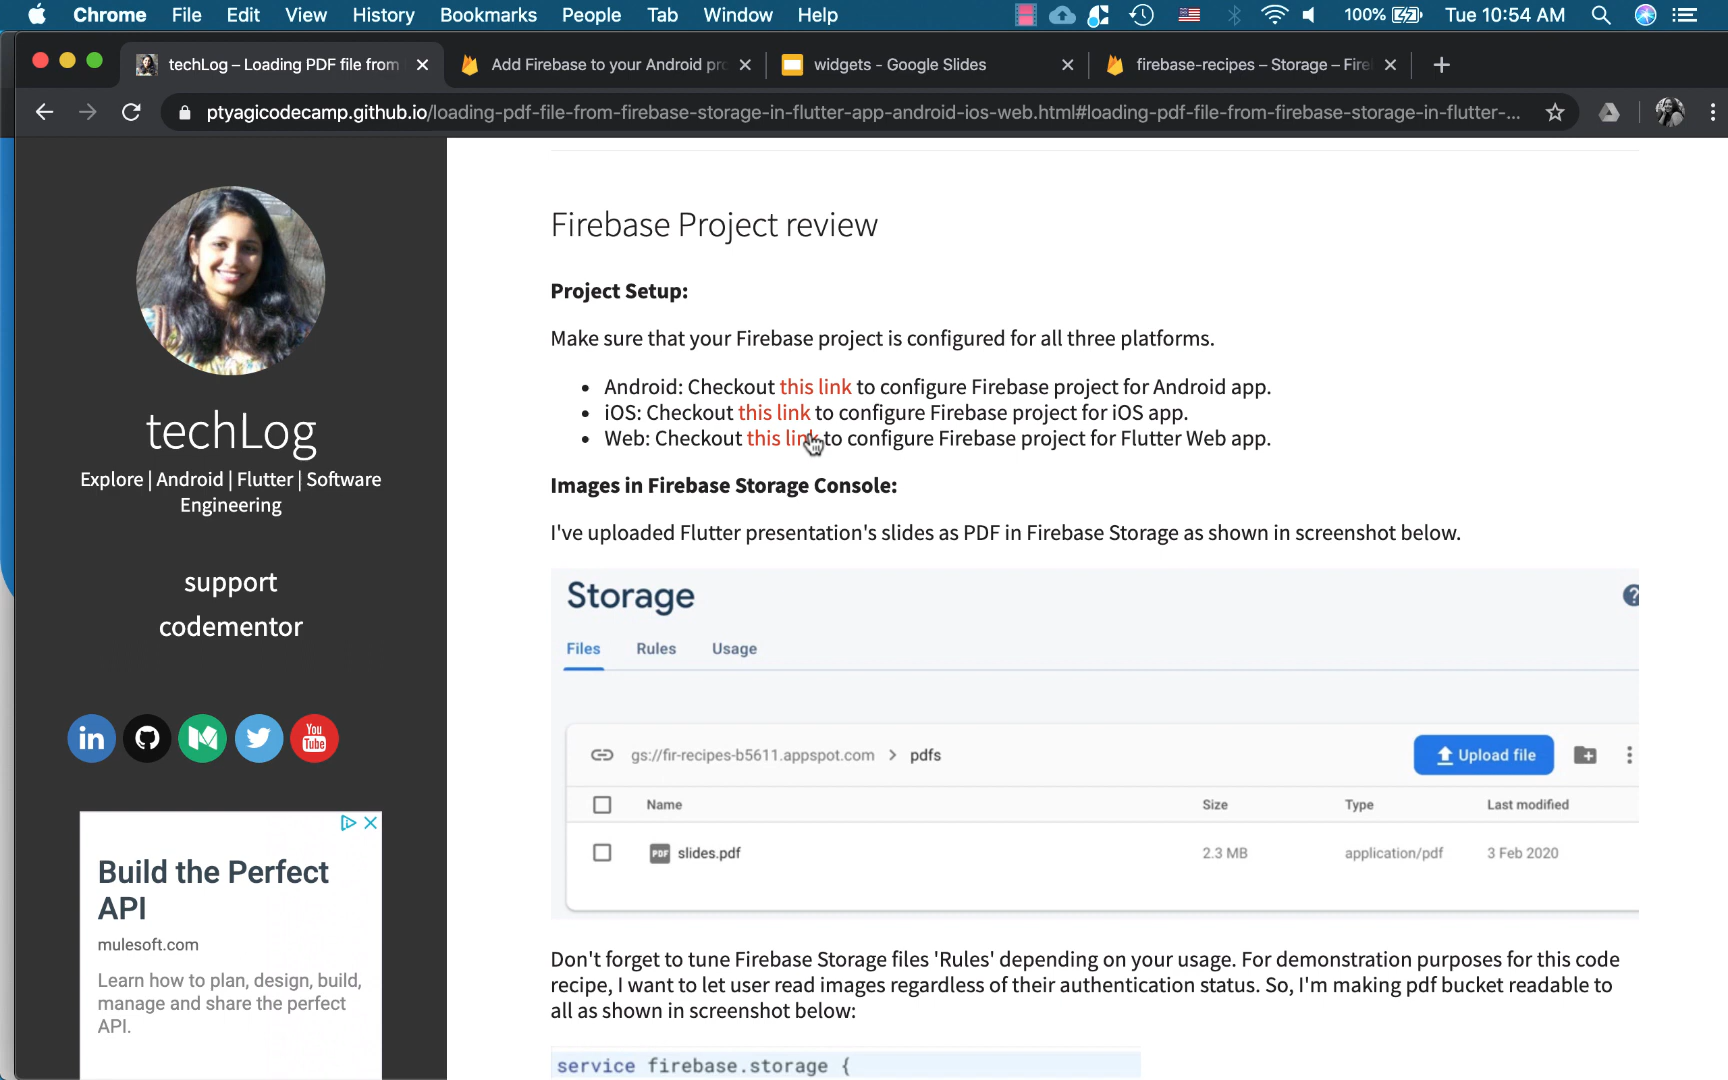 Chrome File Edit View History Bookmarks People Tab Window Help 100% Tue 10:54 AM
techLog – Loading PDF file from
Add Firebase to your Android pro
widgets - Google Slides
firebase-recipes – Storage – Fire
ptyagicodecamp.github.io/loading-pdf-file-from-firebase-storage-in-flutter-app-android-ios-web.html#loading-pdf-file-from-firebase-storage-in-flutter-...
techLog
Explore | Android | Flutter | Software
Engineering
support
codementor
in
You
Tube
Build the Perfect
API
mulesoft.com
Learn how to plan, design, build,
manage and share the perfect
API.
Firebase Project review
Project Setup:
Make sure that your Firebase project is configured for all three platforms.
• Android: Checkout this link to configure Firebase project for Android app.
• iOS: Checkout this link to configure Firebase project for iOS app.
• Web: Checkout this link to configure Firebase project for Flutter Web app.
Images in Firebase Storage Console:
I've uploaded Flutter presentation's slides as PDF in Firebase Storage as shown in screenshot below.
Storage
?
Files Rules Usage
gs://fir-recipes-b5611.appspot.com > pdfs
Upload file
Name Size Type Last modified
PDF slides.pdf 2.3 MB application/pdf 3 Feb 2020
Don't forget to tune Firebase Storage files 'Rules' depending on your usage. For demonstration purposes for this code
recipe, I want to let user read images regardless of their authentication status. So, I'm making pdf bucket readable to
all as shown in screenshot below:
service firebase.storage {